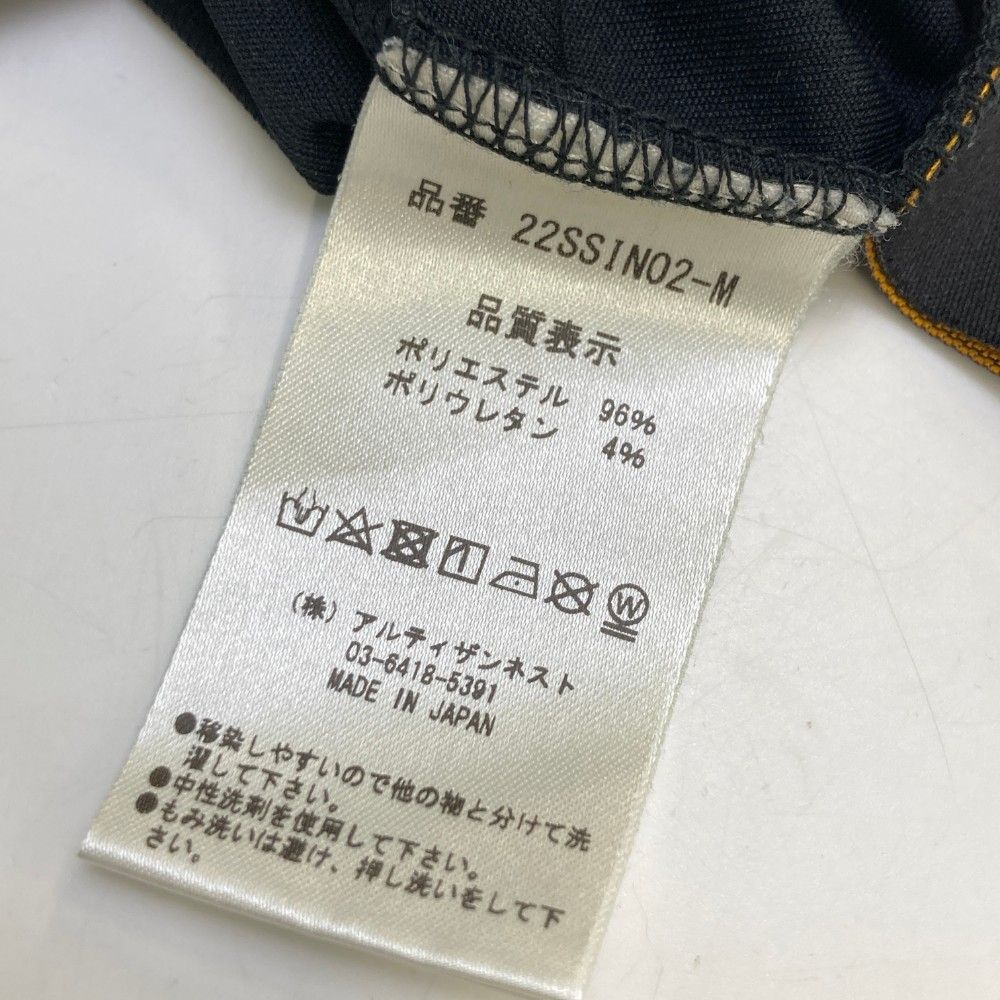 品番 22SSIN02-M
品質表示
ポリエステル 96%
ポリウレタン 4%
W
(株) アルティザンネスト
03-6418-5391
MADE IN JAPAN
●移染しやすいので他の物と分けて洗
濯して下さい。
●中性洗剤を使用して下さい。
●もみ洗いは避け、押し洗いをして下
さい。